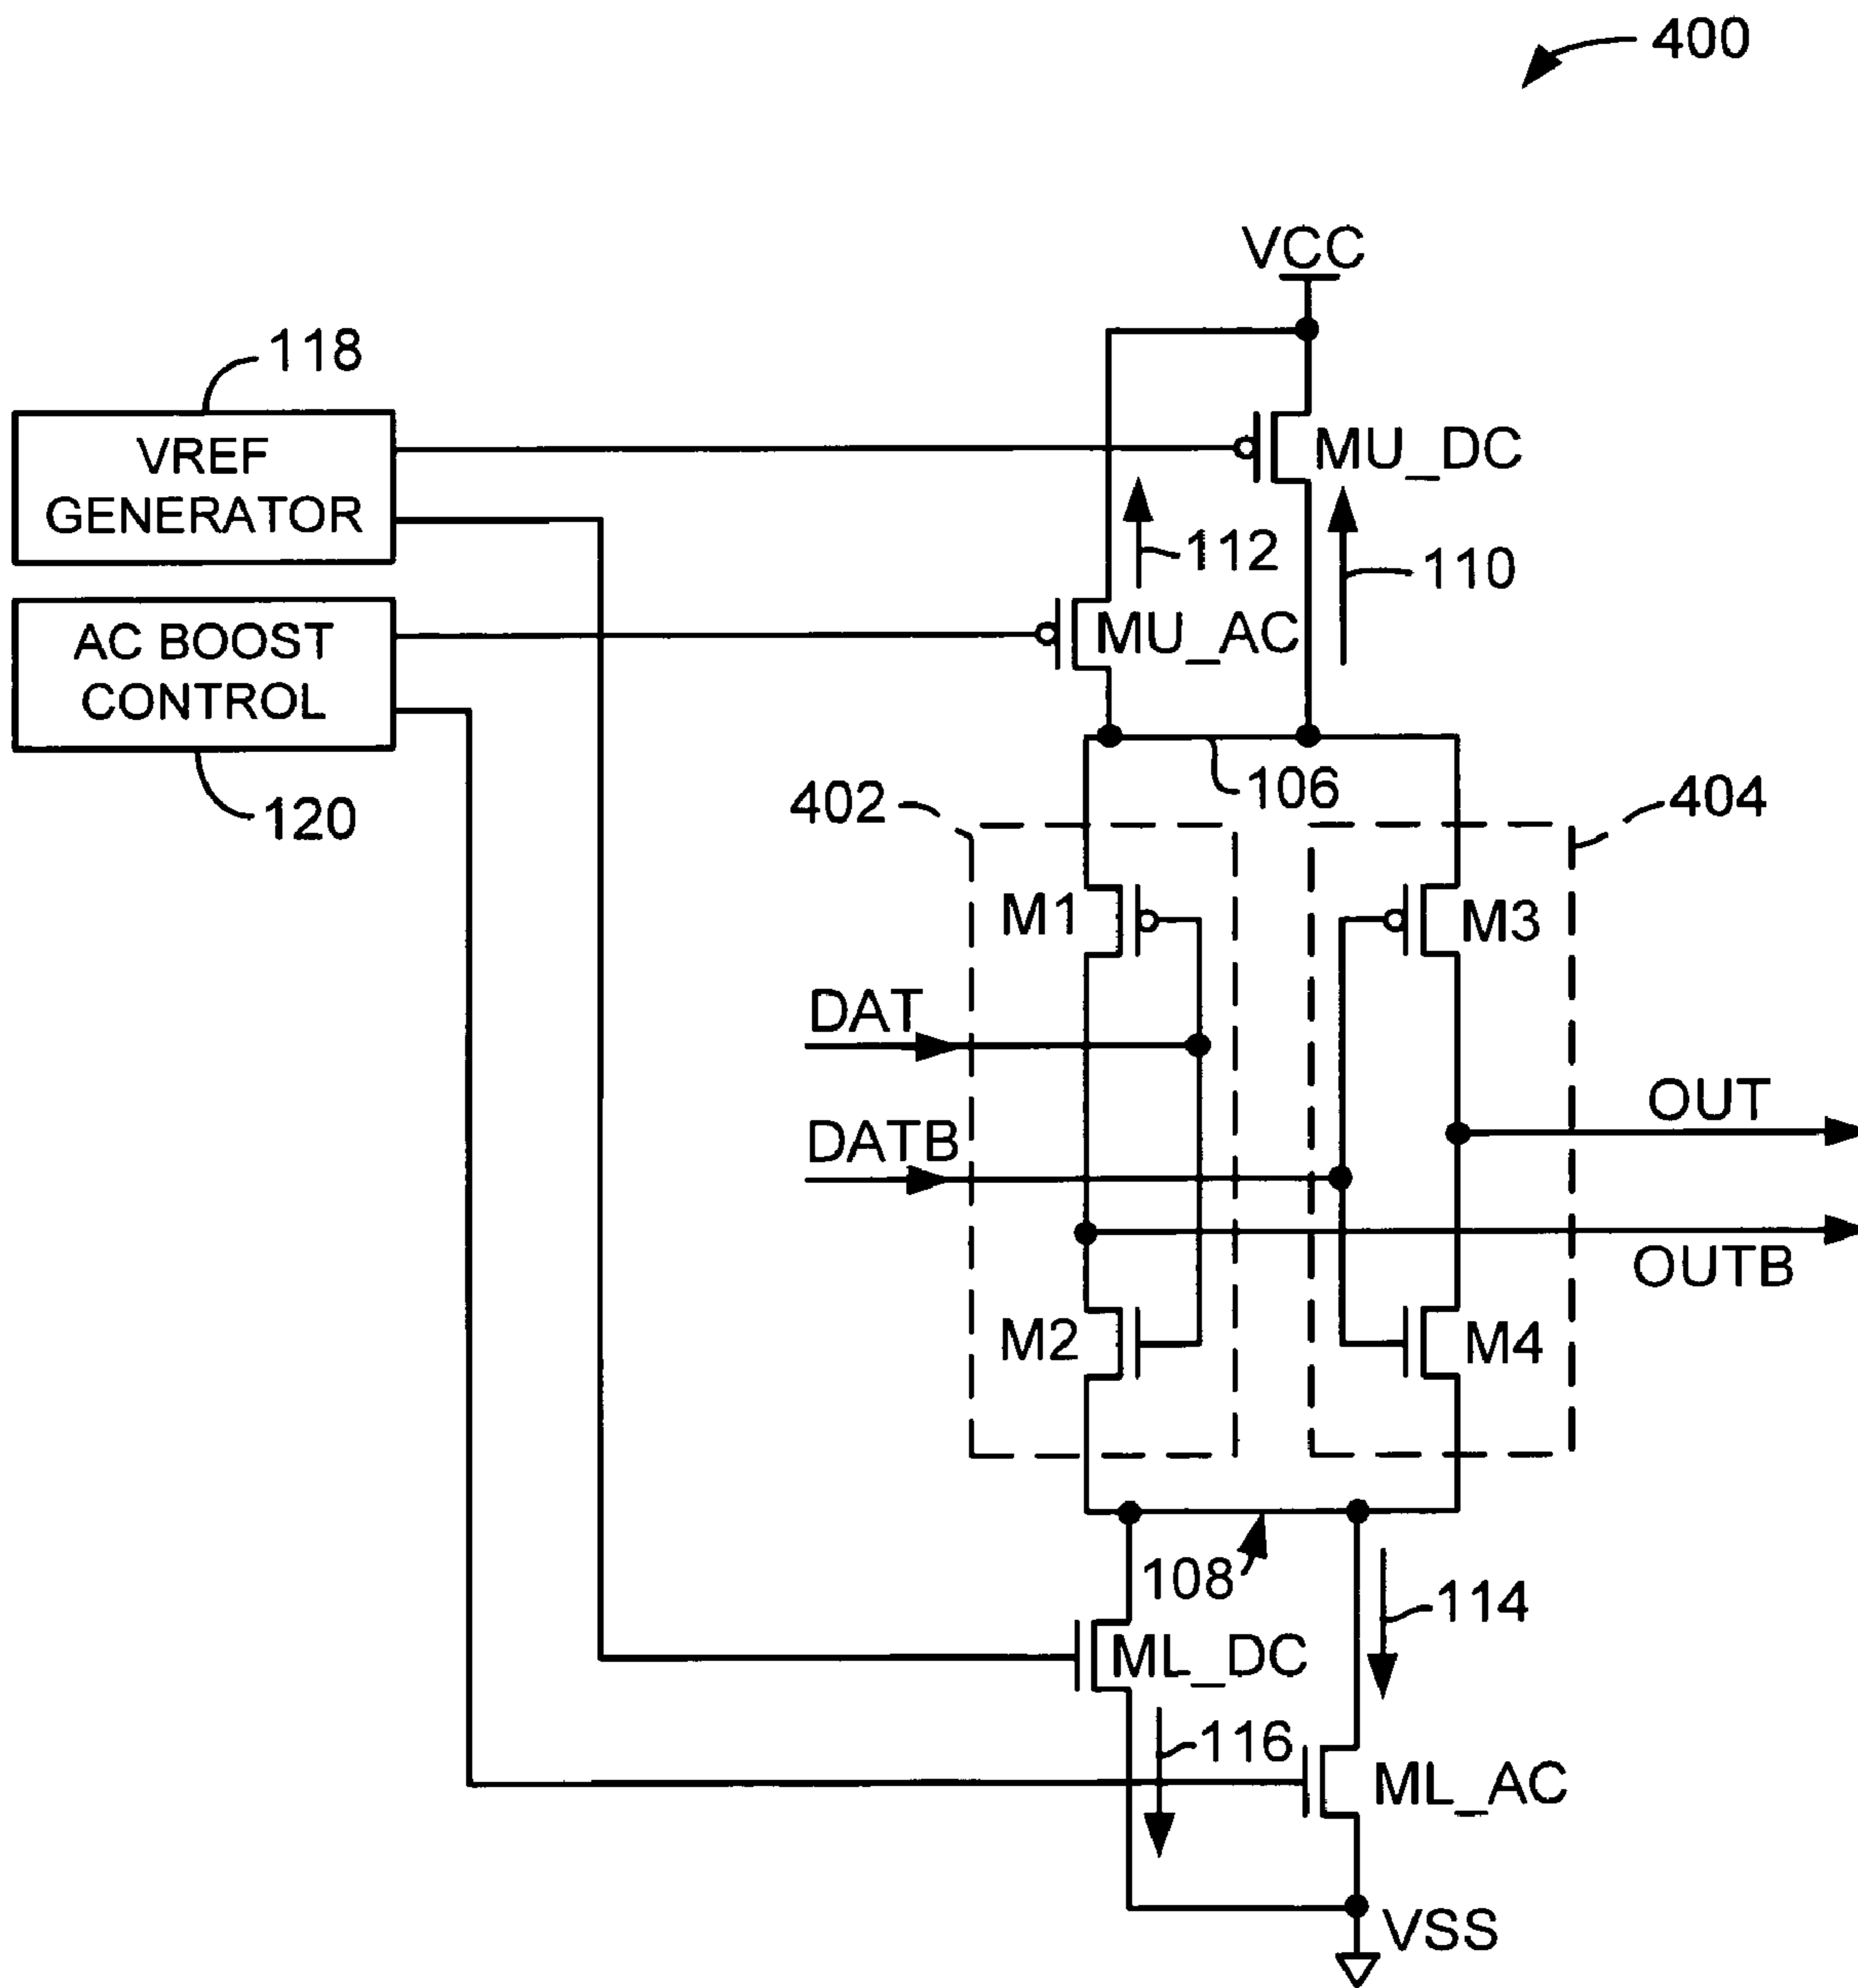 400
VCC
118
VREF
GENERATOR
MU_DC
112
110
AC BOOST
CONTROL
MU_AC
120
106
402
404
M1
M3
DAT
OUT
DATB
OUTB
M2
M4
108
114
ML_DC
116
ML_AC
VSS